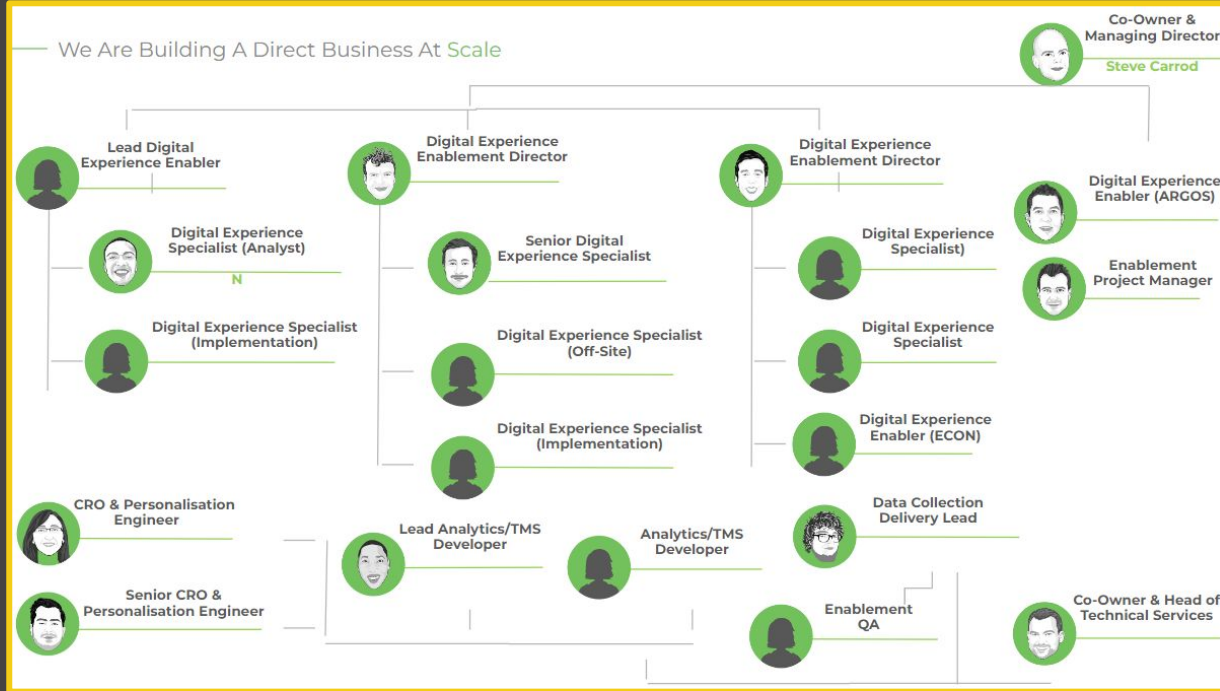 We Are Building A Direct Business At Scale
Co-Owner &
Managing Director
Steve Carrod
Lead Digital
Experience Enabler
Digital Experience
Enablement Director
Digital Experience
Enablement Director
Digital Experience
Enabler (ARGOS)
Digital Experience
Specialist (Analyst)
N
Senior Digital
Experience Specialist
Digital Experience
Specialist)
Enablement
Project Manager
Digital Experience Specialist
(Implementation)
Digital Experience Specialist
(Off-Site)
Digital Experience
Specialist
Digital Experience Specialist
(Implementation)
Digital Experience
Enabler (ECON)
CRO & Personalisation
Engineer
Lead Analytics/TMS
Developer
Analytics/TMS
Developer
Data Collection
Delivery Lead
Senior CRO &
Personalisation Engineer
Enablement
QA
Co-Owner & Head of
Technical Services